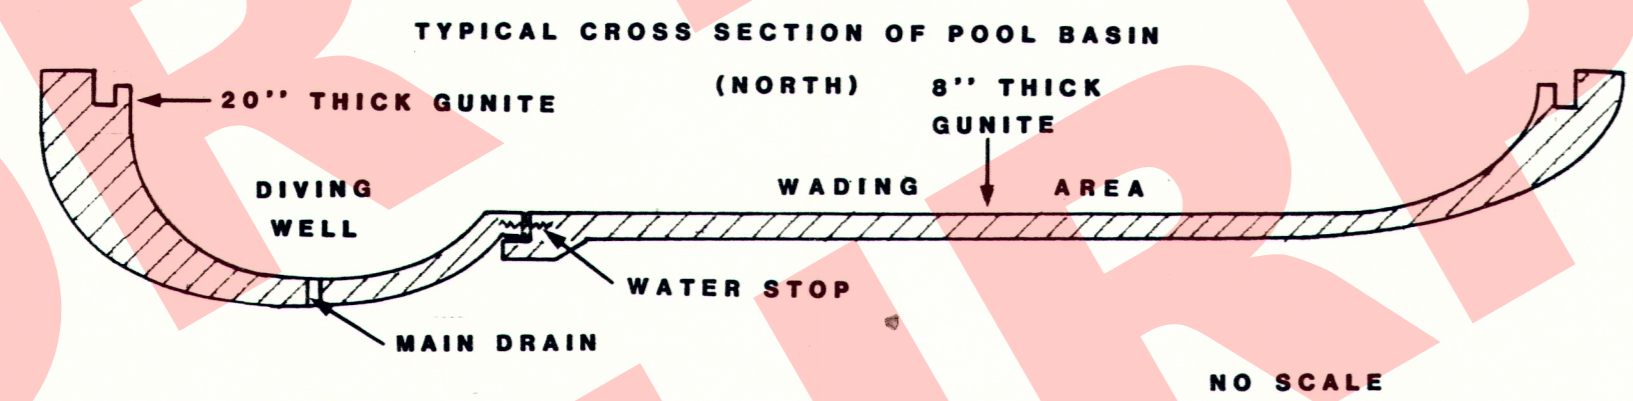 TYPICAL CROSS SECTION OF POOL BASIN
(NORTH)
8'' THICK
GUNITE
20'' THICK GUNITE
DIVING
WELL
WADING AREA
WATER STOP
MAIN DRAIN
NO SCALE